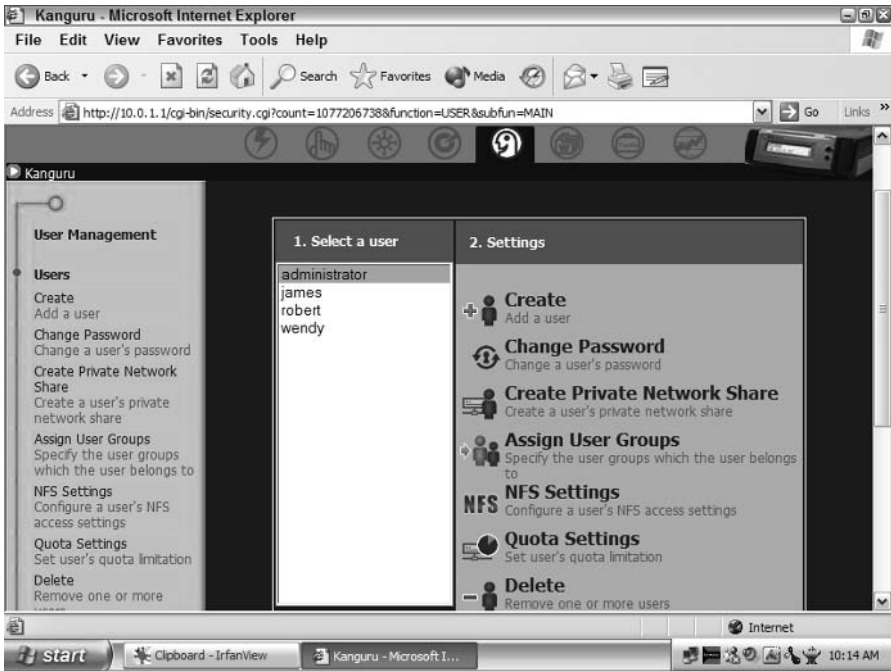 Kanguru - Microsoft Internet Explorer
File Edit View Favorites Tools Help
Back Search Favorites Media
Address http://10.0.1.1/cgi-bin/security.cgi?count=1077206738&function=USER&subfun=MAIN Go Links »
Kanguru
User Management
Users
Create
Add a user
Change Password
Change a user's password
Create Private Network
Share
Create a user's private
network share
Assign User Groups
Specify the user groups
which the user belongs to
NFS Settings
Configure a user's NFS
access settings
Quota Settings
Set user's quota limitation
Delete
Remove one or more
users
1. Select a user
administrator
james
robert
wendy
2. Settings
Create
Add a user
Change Password
Change a user's password
Create Private Network Share
Create a user's private network share
Assign User Groups
Specify the user groups which the user belongs
to
NFS
NFS Settings
Configure a user's NFS access settings
Quota Settings
Set user's quota limitation
Delete
Remove one or more users
Internet
start Clipboard - IrfanView Kanguru - Microsoft I... 10:14 AM